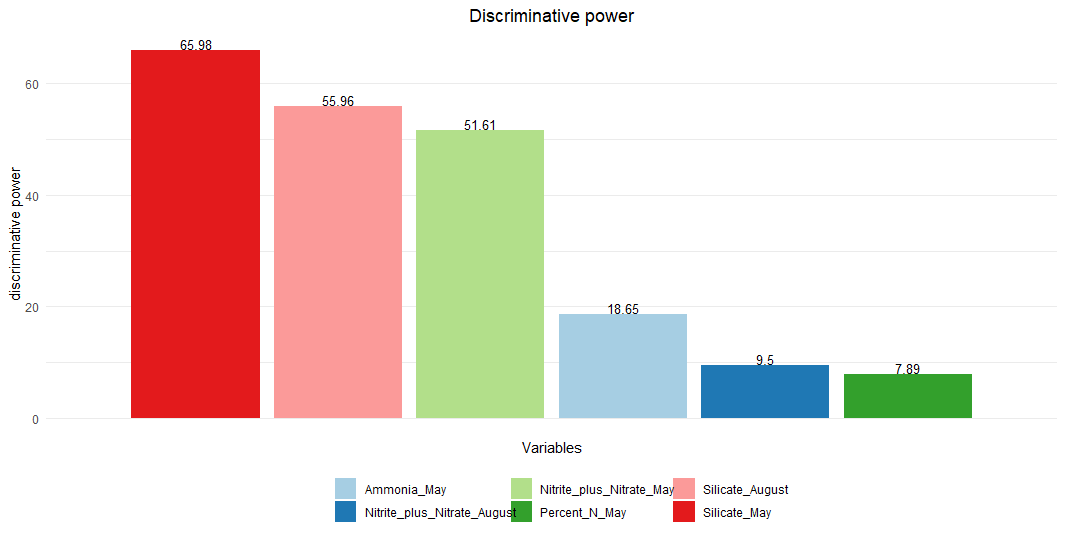 Discriminative power
65.98
55.96
51.61
18.65
9.5
7.89
60
40
20
0
discriminative power
Variables
Ammonia_May
Nitrite_plus_Nitrate_May
Silicate_August
Nitrite_plus_Nitrate_August
Percent_N_May
Silicate_May